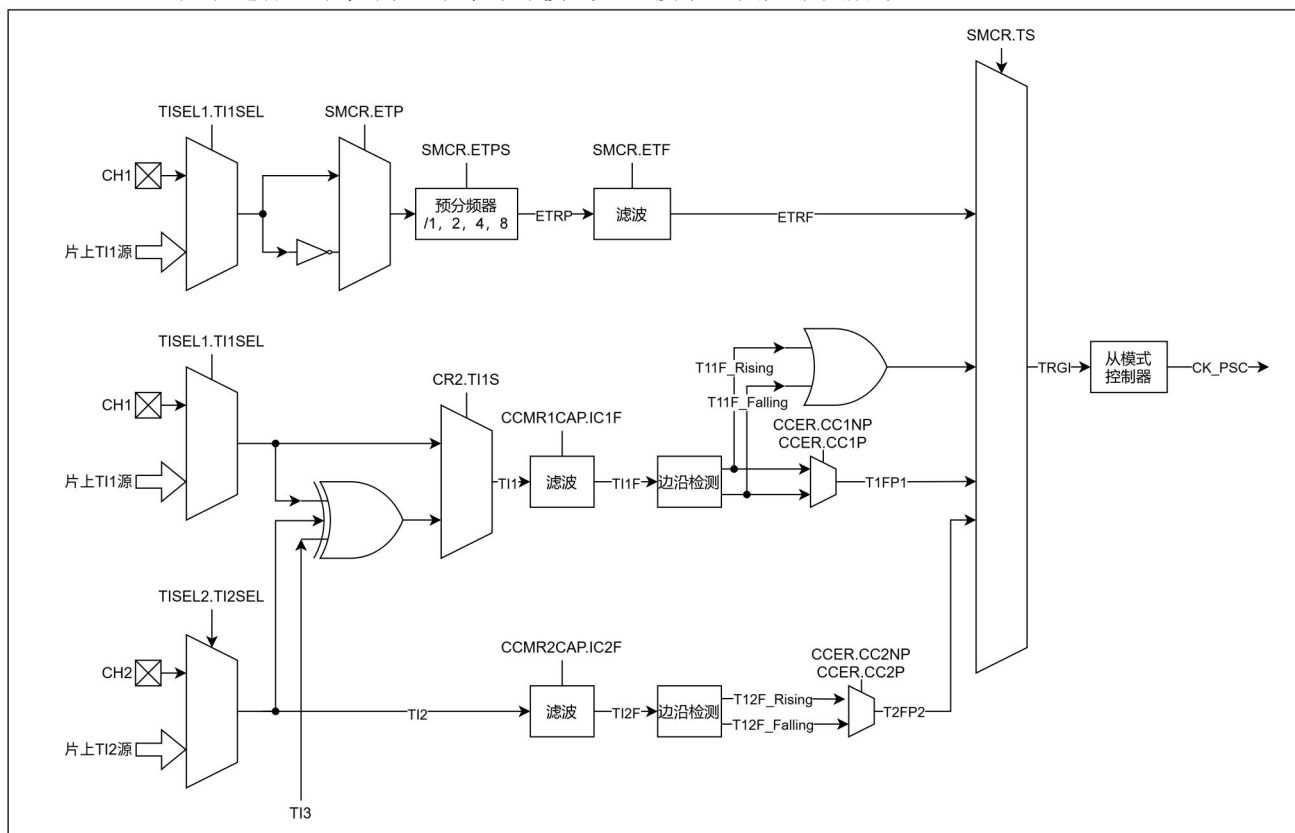 SMCR.TS
TISEL1.TI1SEL
SMCR.ETP
SMCR.ETPS
SMCR.ETF
CH1
预分频器
/1，2，4，8
ETRP
滤波
ETRF
片上TI1源
TISEL1.TI1SEL
CR2.TI1S
T11F_Rising
T11F_Falling
TRGI
从模式
控制器
CK_PSC
CH1
CCMR1CAP.IC1F
CCER.CC1NP
CCER.CC1P
片上TI1源
TI1
滤波
TI1F
边沿检测
T1FP1
TISEL2.TI2SEL
CCMR2CAP.IC2F
CCER.CC2NP
CCER.CC2P
CH2
TI2
滤波
TI2F
边沿检测
T12F_Rising
T12F_Falling
T2FP2
片上TI2源
TI3